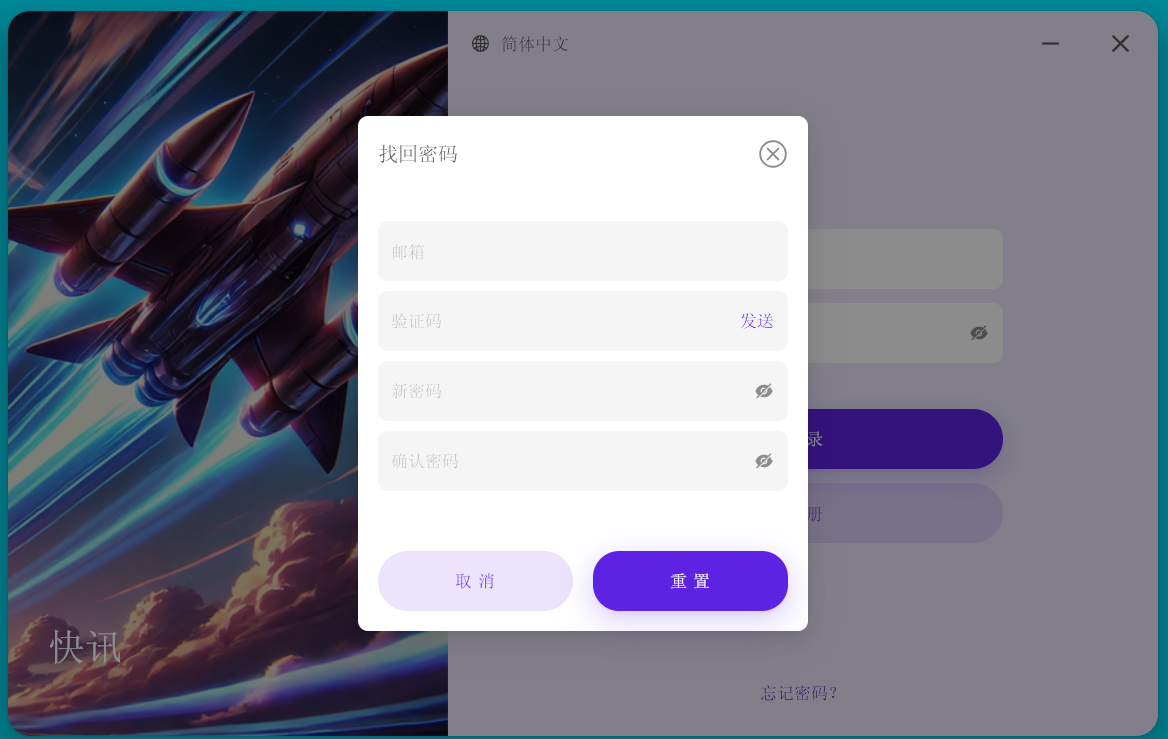 简体中文
找回密码
邮箱
验证码 发送
新密码
确认密码
录
册
取 消 重 置
快讯
忘记密码？